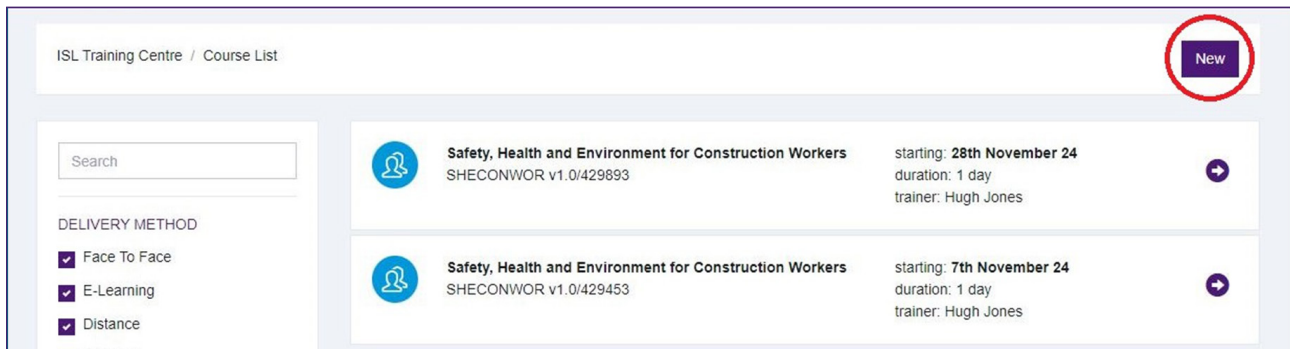 ISL Training Centre / Course List
New
Search
DELIVERY METHOD
Face To Face
E-Learning
Distance
Safety, Health and Environment for Construction Workers
SHECONWOR v1.0/429893
starting: 28th November 24
duration: 1 day
trainer: Hugh Jones
Safety, Health and Environment for Construction Workers
SHECONWOR v1.0/429453
starting: 7th November 24
duration: 1 day
trainer: Hugh Jones